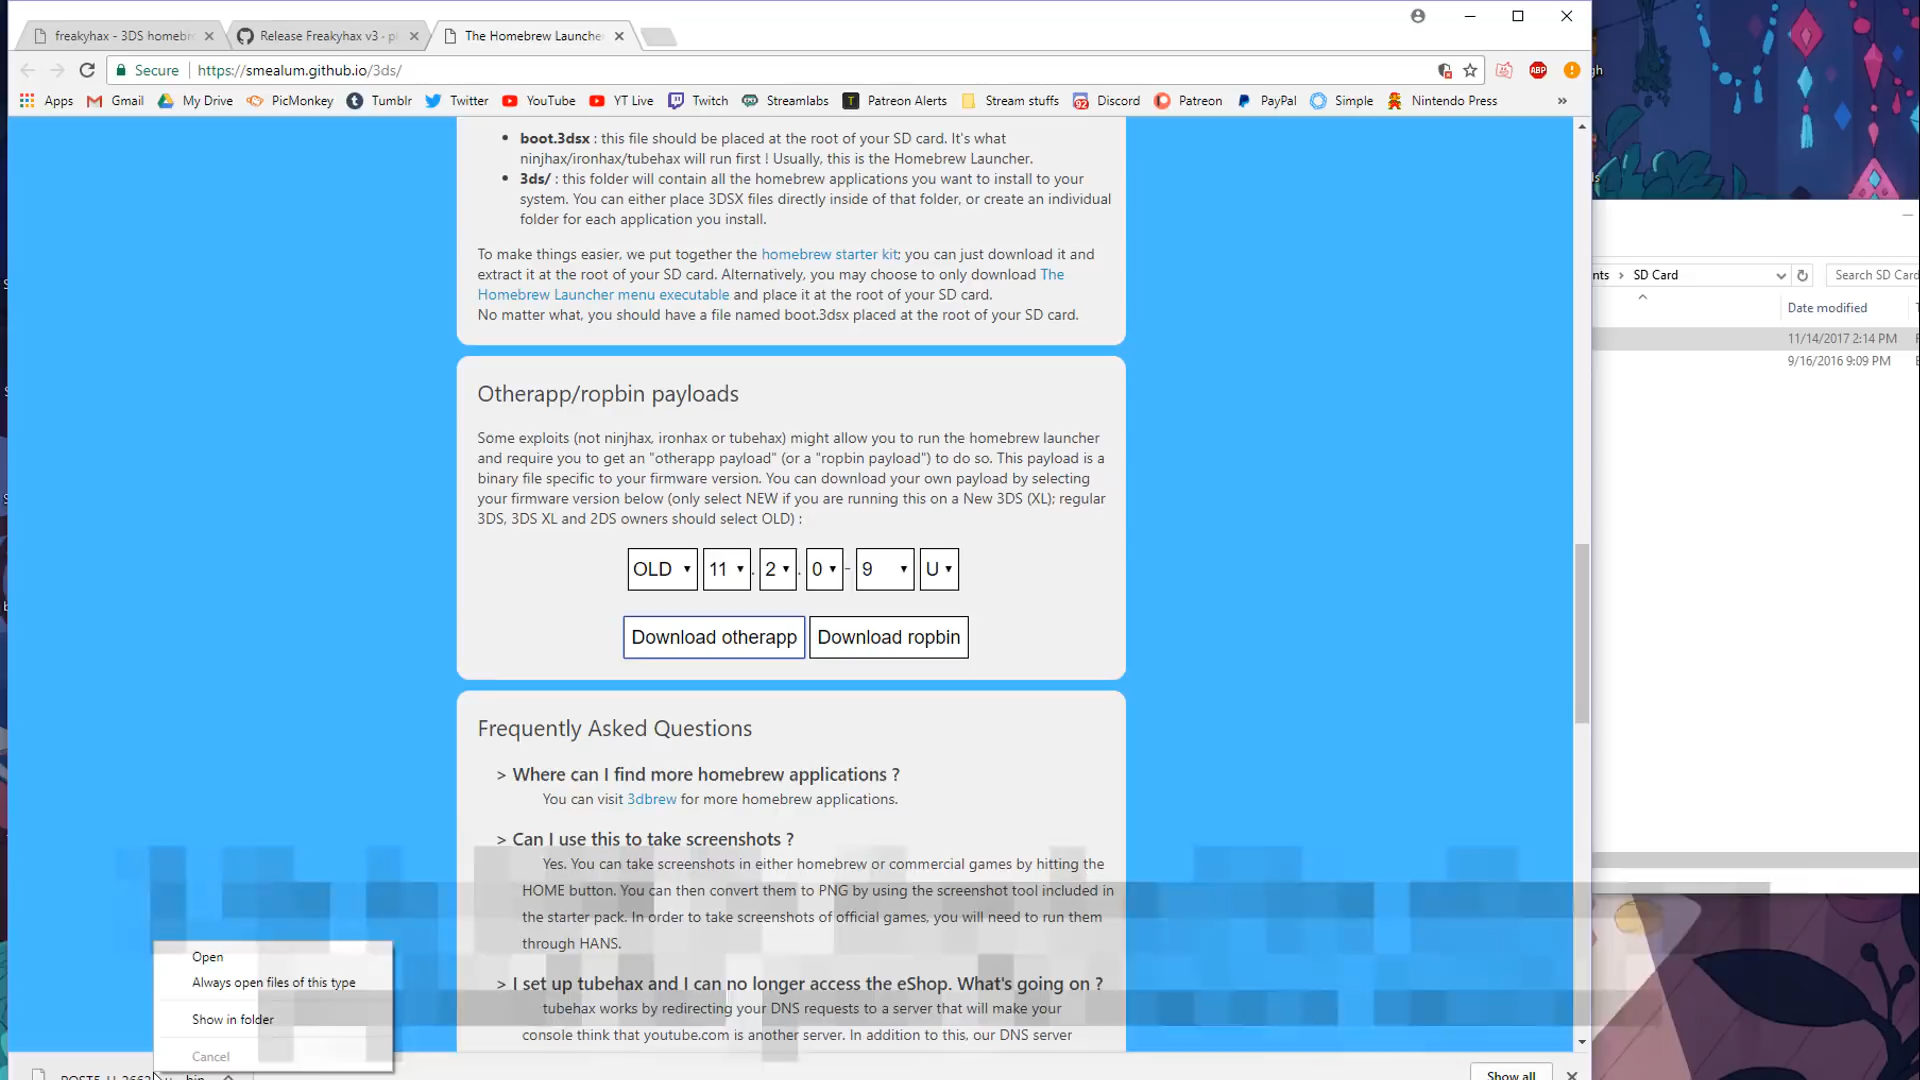 freakyhax - 3DS homebr
Release Freakyhax v3 · pl
The Homebrew Launche
Secure
https://smealum.github.io/3ds/
ABP
Apps
Gmail
My Drive
PicMonkey
Tumblr
Twitter
YouTube
YT Live
Twitch
Streamlabs
Patreon Alerts
Stream stuffs
92
Discord
Patreon
PayPal
Simple
Nintendo Press
»
• boot.3dsx : this file should be placed at the root of your SD card. It's what
ninjhax/ironhax/tubehax will run first ! Usually, this is the Homebrew Launcher.
• 3ds/ : this folder will contain all the homebrew applications you want to install to your
system. You can either place 3DSX files directly inside of that folder, or create an individual
folder for each application you install.
To make things easier, we put together the homebrew starter kit; you can just download it and
extract it at the root of your SD card. Alternatively, you may choose to only download The
Homebrew Launcher menu executable and place it at the root of your SD card.
No matter what, you should have a file named boot.3dsx placed at the root of your SD card.
Otherapp/ropbin payloads
Some exploits (not ninjhax, ironhax or tubehax) might allow you to run the homebrew launcher
and require you to get an "otherapp payload" (or a "ropbin payload") to do so. This payload is a
binary file specific to your firmware version. You can download your own payload by selecting
your firmware version below (only select NEW if you are running this on a New 3DS (XL); regular
3DS, 3DS XL and 2DS owners should select OLD) :
OLD 11 . 2 . 0 - 9 U
Download otherapp
Download ropbin
Frequently Asked Questions
> Where can I find more homebrew applications ?
You can visit 3dbrew for more homebrew applications.
> Can I use this to take screenshots ?
Yes. You can take screenshots in either homebrew or commercial games by hitting the
HOME button. You can then convert them to PNG by using the screenshot tool included in
the starter pack. In order to take screenshots of official games, you will need to run them
through HANS.
> I set up tubehax and I can no longer access the eShop. What's going on ?
tubehax works by redirecting your DNS requests to a server that will make your
console think that youtube.com is another server. In addition to this, our DNS server
Open
Always open files of this type
Show in folder
Cancel
Show all
nts › SD Card
Search SD Card
Date modified
11/14/2017 2:14 PM
9/16/2016 9:09 PM